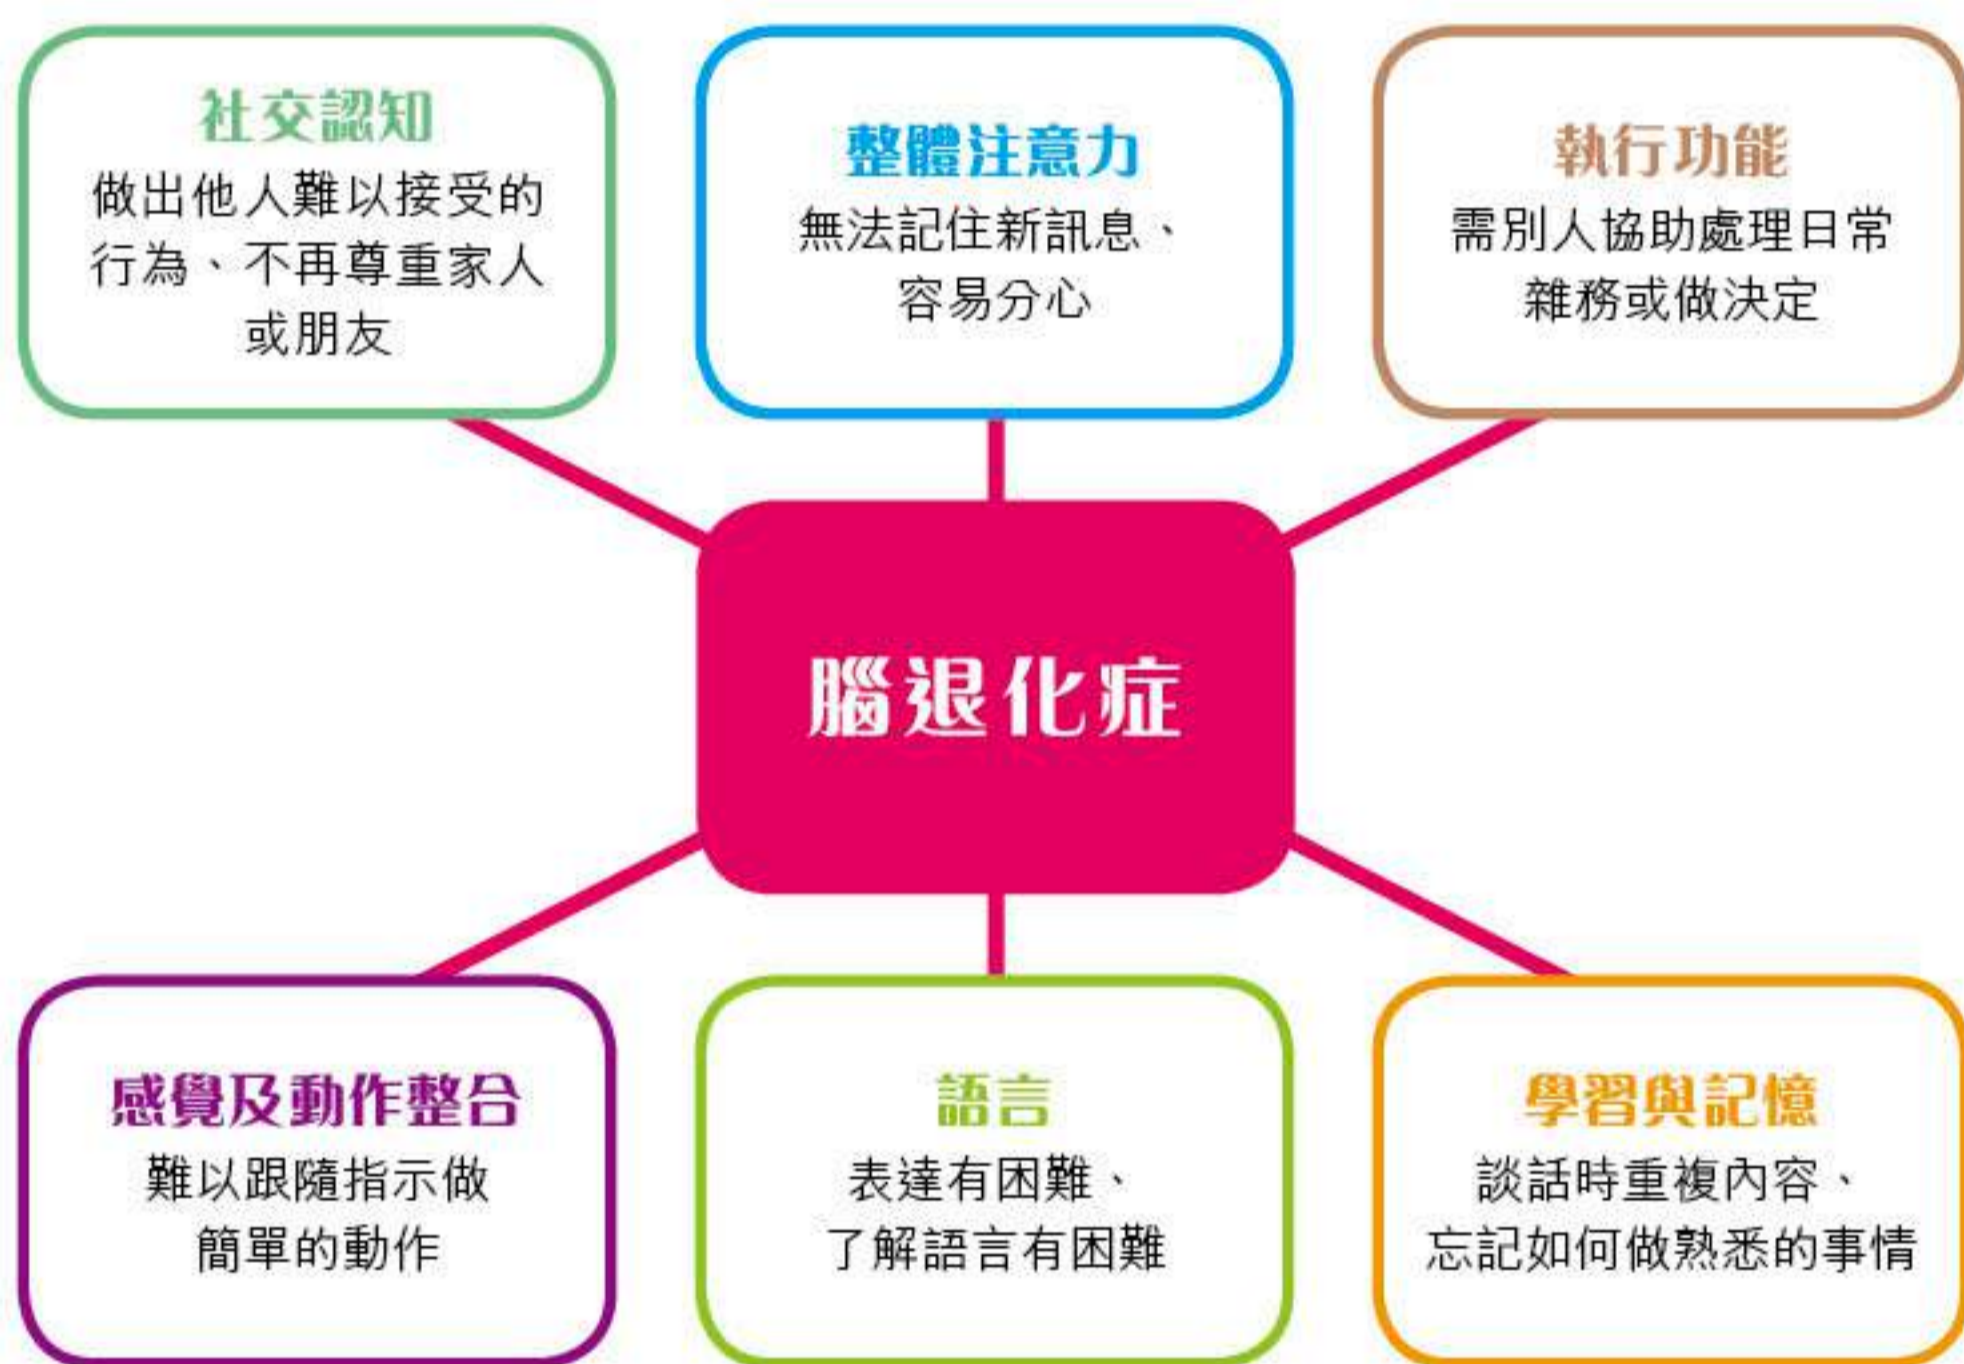 社交認知
做出他人難以接受的
行為、不再尊重家人
或朋友
整體注意力
無法記住新訊息、
容易分心
執行功能
需別人協助處理日常
雜務或做決定
腦退化症
感覺及動作整合
難以跟隨指示做
簡單的動作
語言
表達有困難、
了解語言有困難
學習與記憶
談話時重複內容、
忘記如何做熟悉的事情